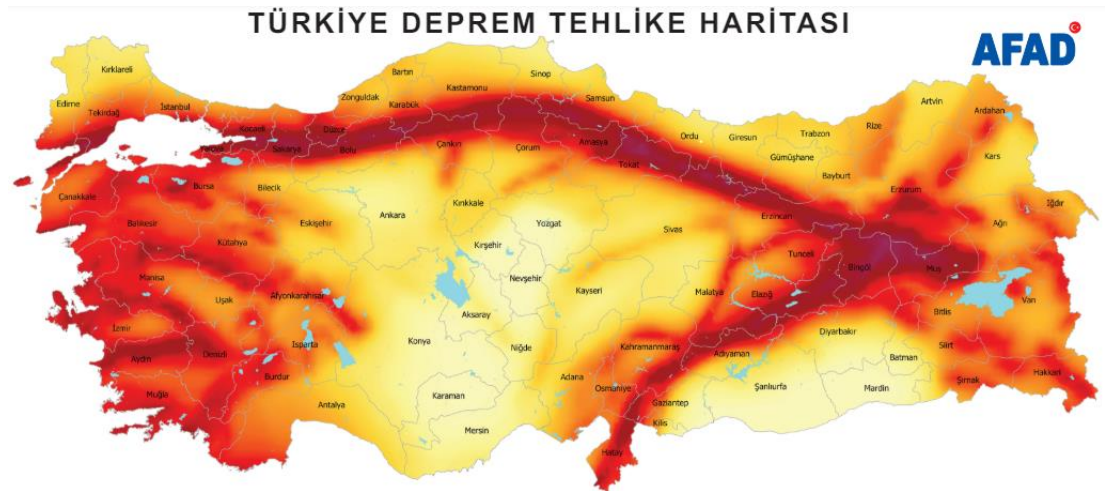 TÜRKİYE DEPREM TEHLİKE HARİTASI
AFAD
Kırklareli
Edirne
Tekirdağ
İstanbul
Kocaeli
Yalova
Sakarya
Düzce
Bolu
Zonguldak
Bartın
Karabük
Kastamonu
Sinop
Samsun
Çankırı
Çorum
Amasya
Tokat
Ordu
Giresun
Trabzon
Gümüşhane
Bayburt
Rize
Artvin
Ardahan
Kars
Iğdır
Ağrı
Erzurum
Erzincan
Çanakkale
Bursa
Bilecik
Balıkesir
Kütahya
Eskişehir
Ankara
Kırıkkale
Kırşehir
Yozgat
Sivas
Tunceli
Bingöl
Muş
Van
Bitlis
Manisa
Uşak
Afyonkarahisar
Nevşehir
Kayseri
Malatya
Elazığ
Diyarbakır
İzmir
Aydın
Denizli
Isparta
Burdur
Konya
Aksaray
Niğde
Kahramanmaraş
Adıyaman
Batman
Siirt
Şırnak
Hakkari
Muğla
Antalya
Karaman
Mersin
Adana
Osmaniye
Gaziantep
Kilis
Hatay
Şanlıurfa
Mardin